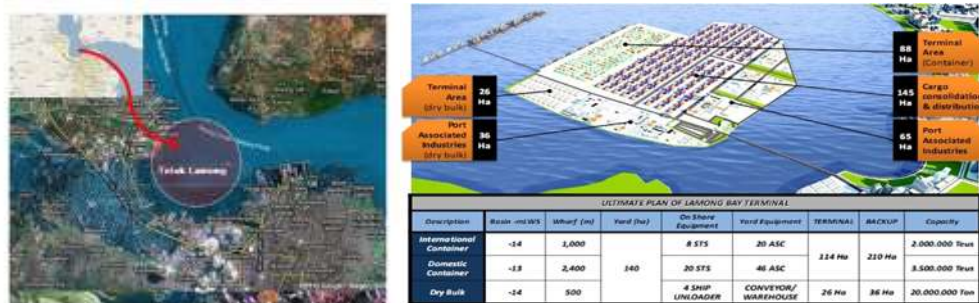 Teluk Lamong
Terminal
Area
(dry bulk)
26
Ha
Port
Associated
Industries
(dry bulk)
36
Ha
88
Ha
Terminal
Area
(Container)
145
Ha
Cargo
consolidation
& distribution
65
Ha
Port
Associated
Industries
ULTIMATE PLAN OF LAMONG BAY TERMINAL
Description Basin -mLWS Wharf (m) Yard (ha) On Shore Equipment Yard Equipment TERMINAL BACKUP Capacity
International Container -14 1,000 140 8 STS 20 ASC 114 Ha 210 Ha 2.000.000 Teus
Domestic Container -13 2,400 20 STS 46 ASC 3.500.000 Teus
Dry Bulk -14 500 4 SHIP UNLOADER CONVEYOR/ WAREHOUSE 26 Ha 36 Ha 20.000.000 Ton